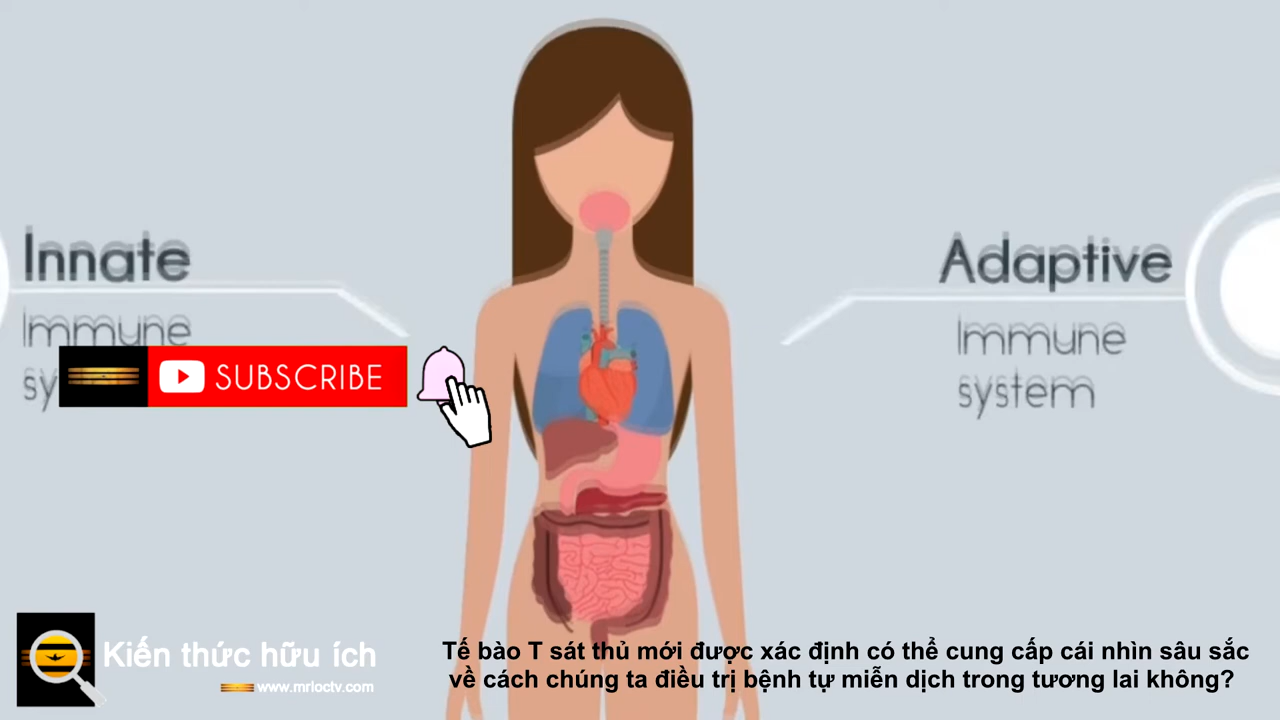 Innate
Immune
sy
Adaptive
Immune
system
SUBSCRIBE
Kiến thức hữu ích
www.mrloctv.com
Tế bào T sát thủ mới được xác định có thể cung cấp cái nhìn sâu sắc
về cách chúng ta điều trị bệnh tự miễn dịch trong tương lai không?